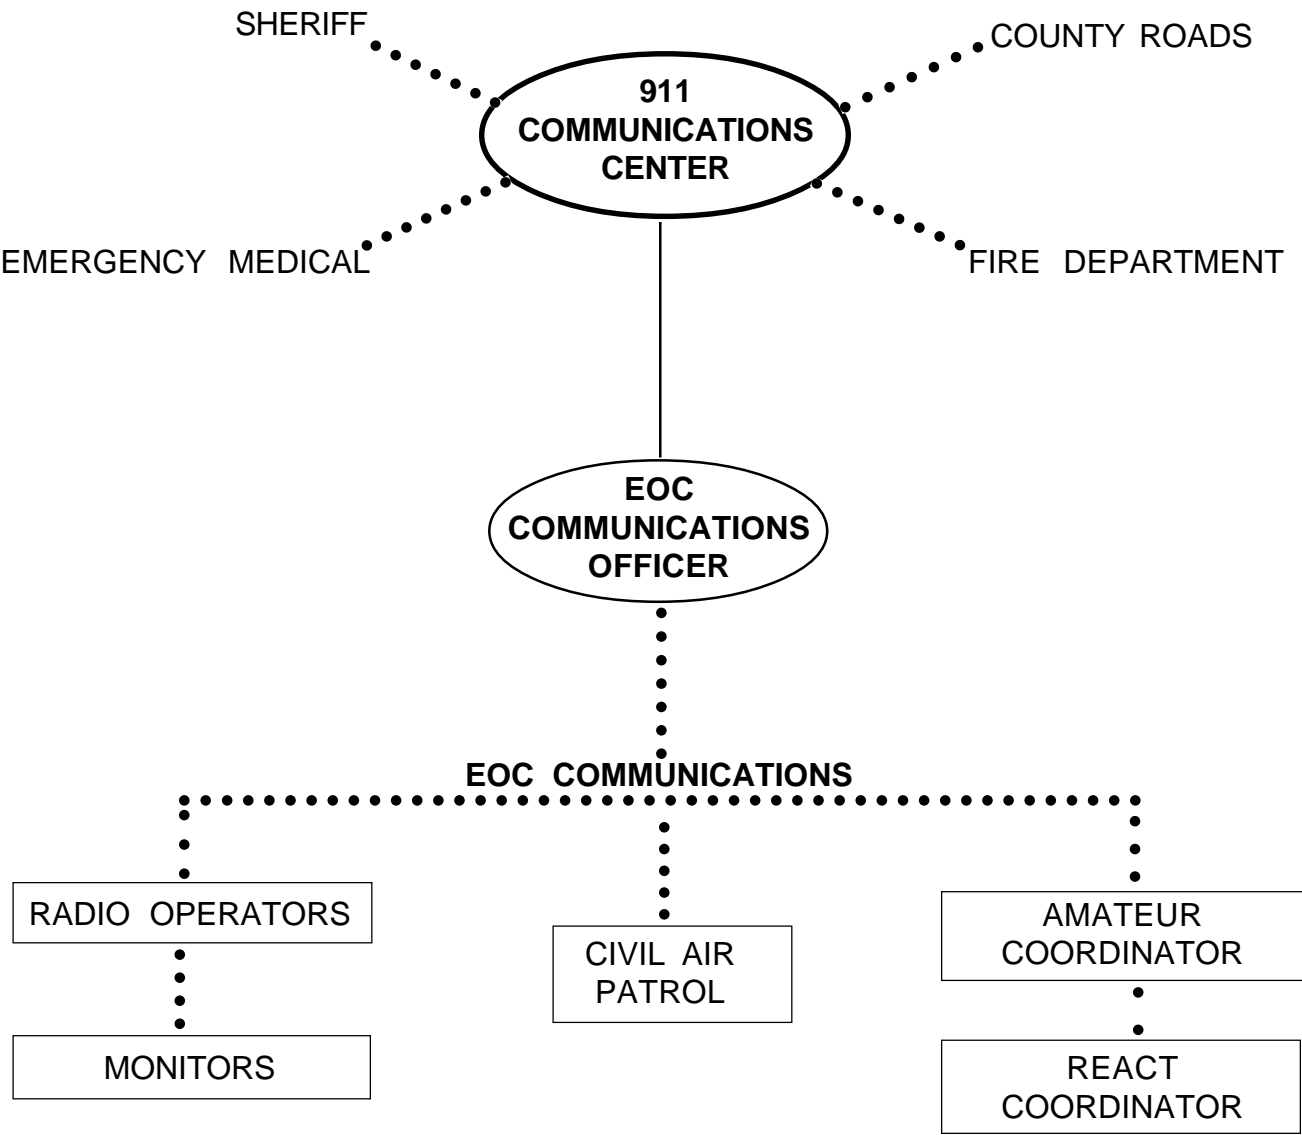 SHERIFF
COUNTY ROADS
911
COMMUNICATIONS
CENTER
EMERGENCY MEDICAL
FIRE DEPARTMENT
EOC
COMMUNICATIONS
OFFICER
EOC COMMUNICATIONS
RADIO OPERATORS
MONITORS
CIVIL AIR
PATROL
AMATEUR
COORDINATOR
REACT
COORDINATOR